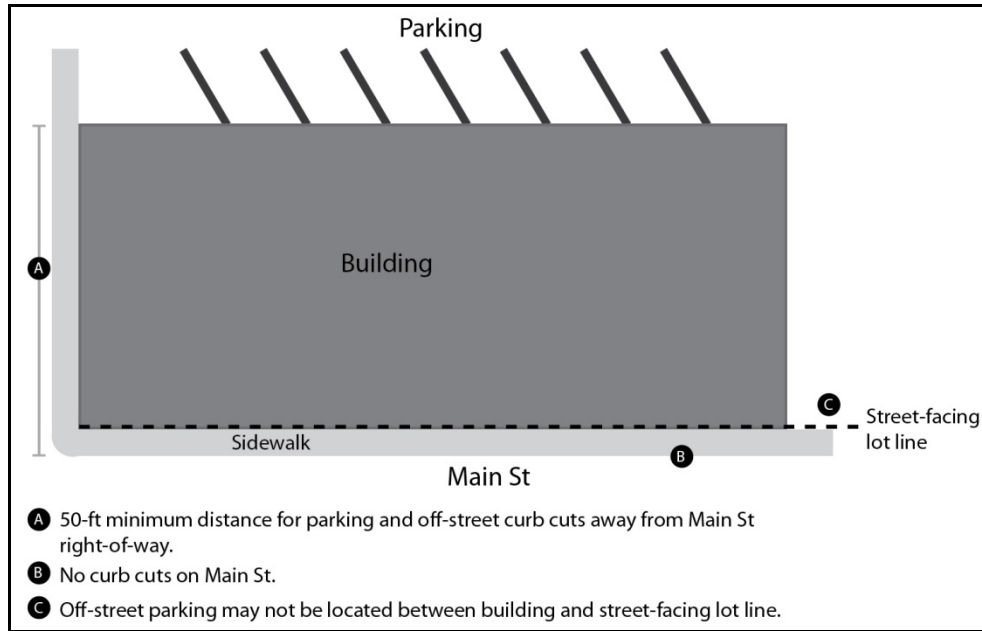 Parking
Building
A
C
Street-facing
lot line
Sidewalk
B
Main St
A 50-ft minimum distance for parking and off-street curb cuts away from Main St
right-of-way.
B No curb cuts on Main St.
C Off-street parking may not be located between building and street-facing lot line.